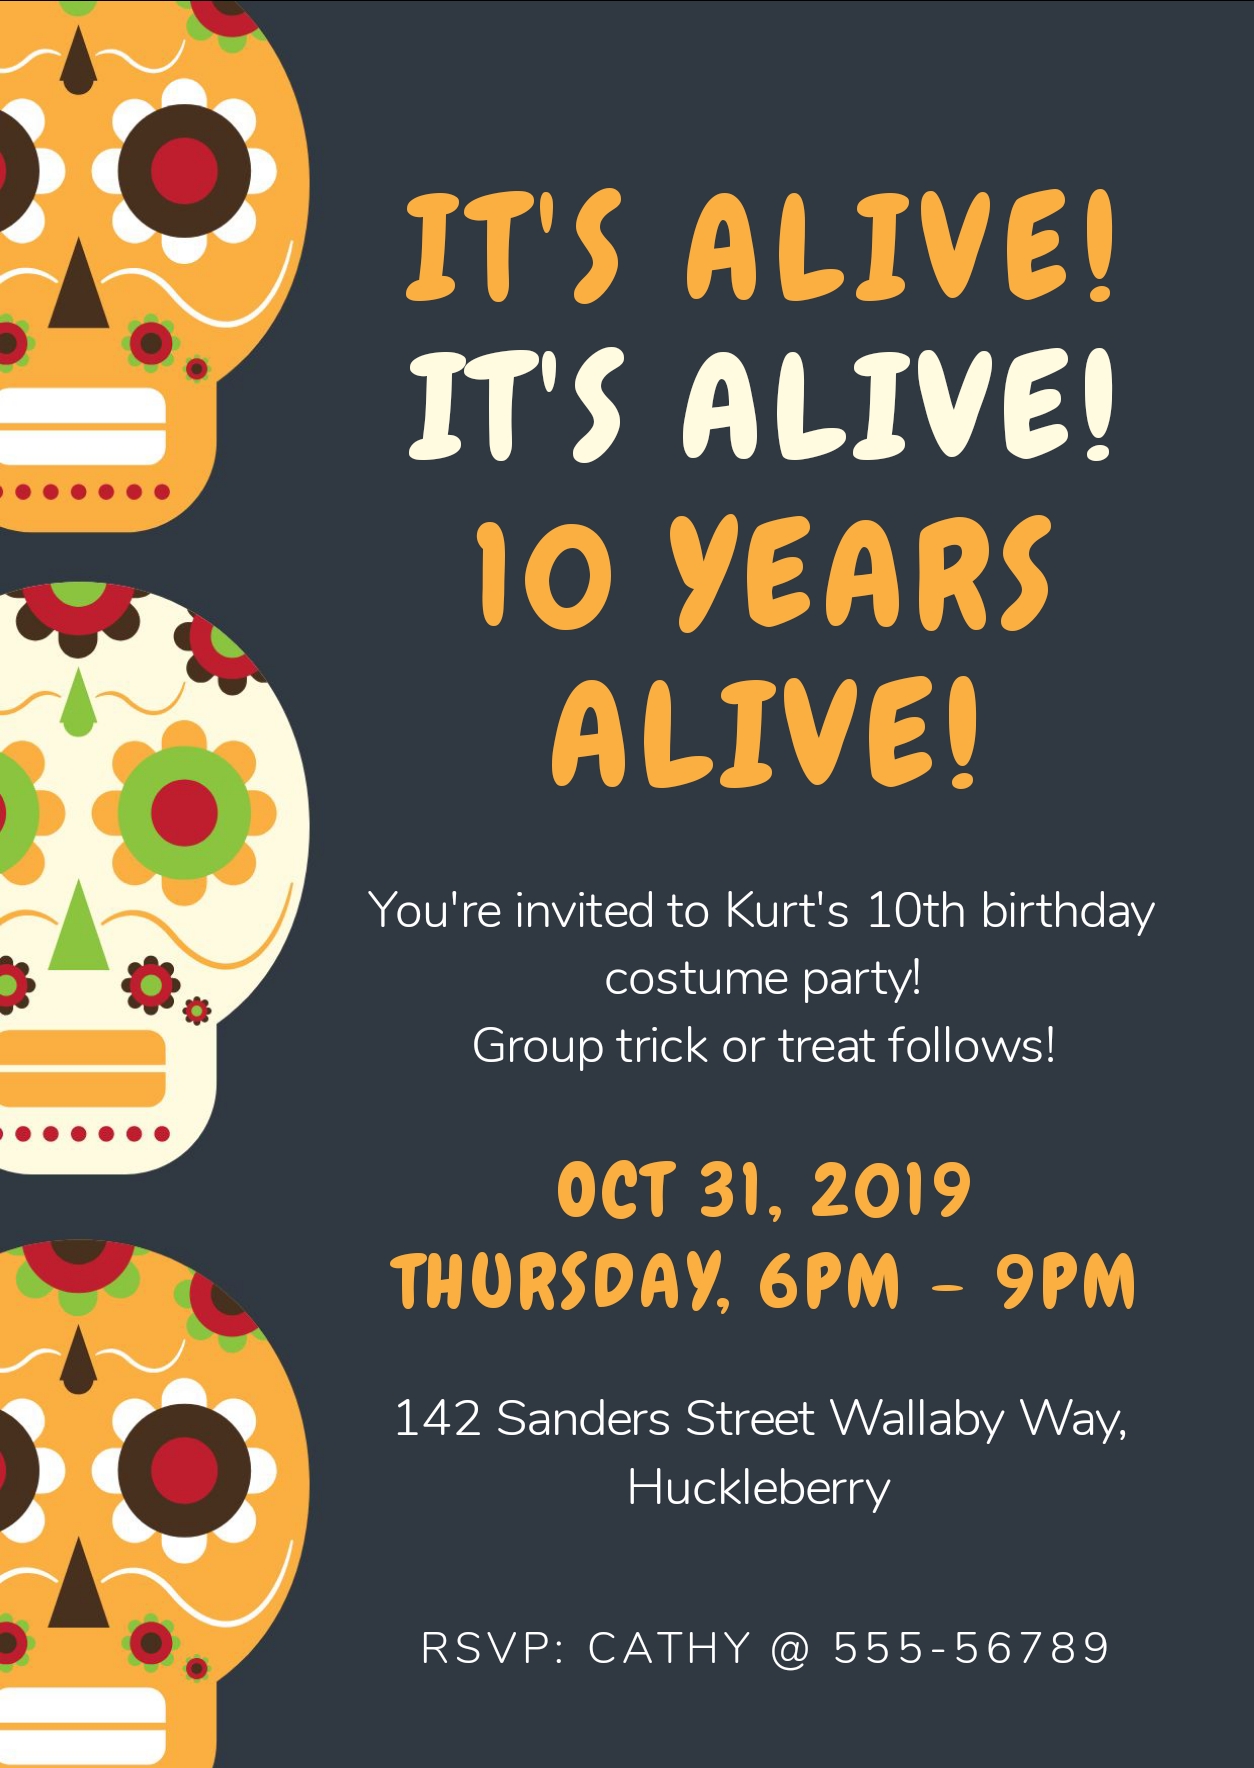 IT'S ALIVE!
IT'S ALIVE!
10 YEARS
ALIVE!
You're invited to Kurt's 10th birthday
costume party!
Group trick or treat follows!
OCT 31, 2019
THURSDAY, 6PM - 9PM
142 Sanders Street Wallaby Way,
Huckleberry
RSVP: CATHY @ 555-56789